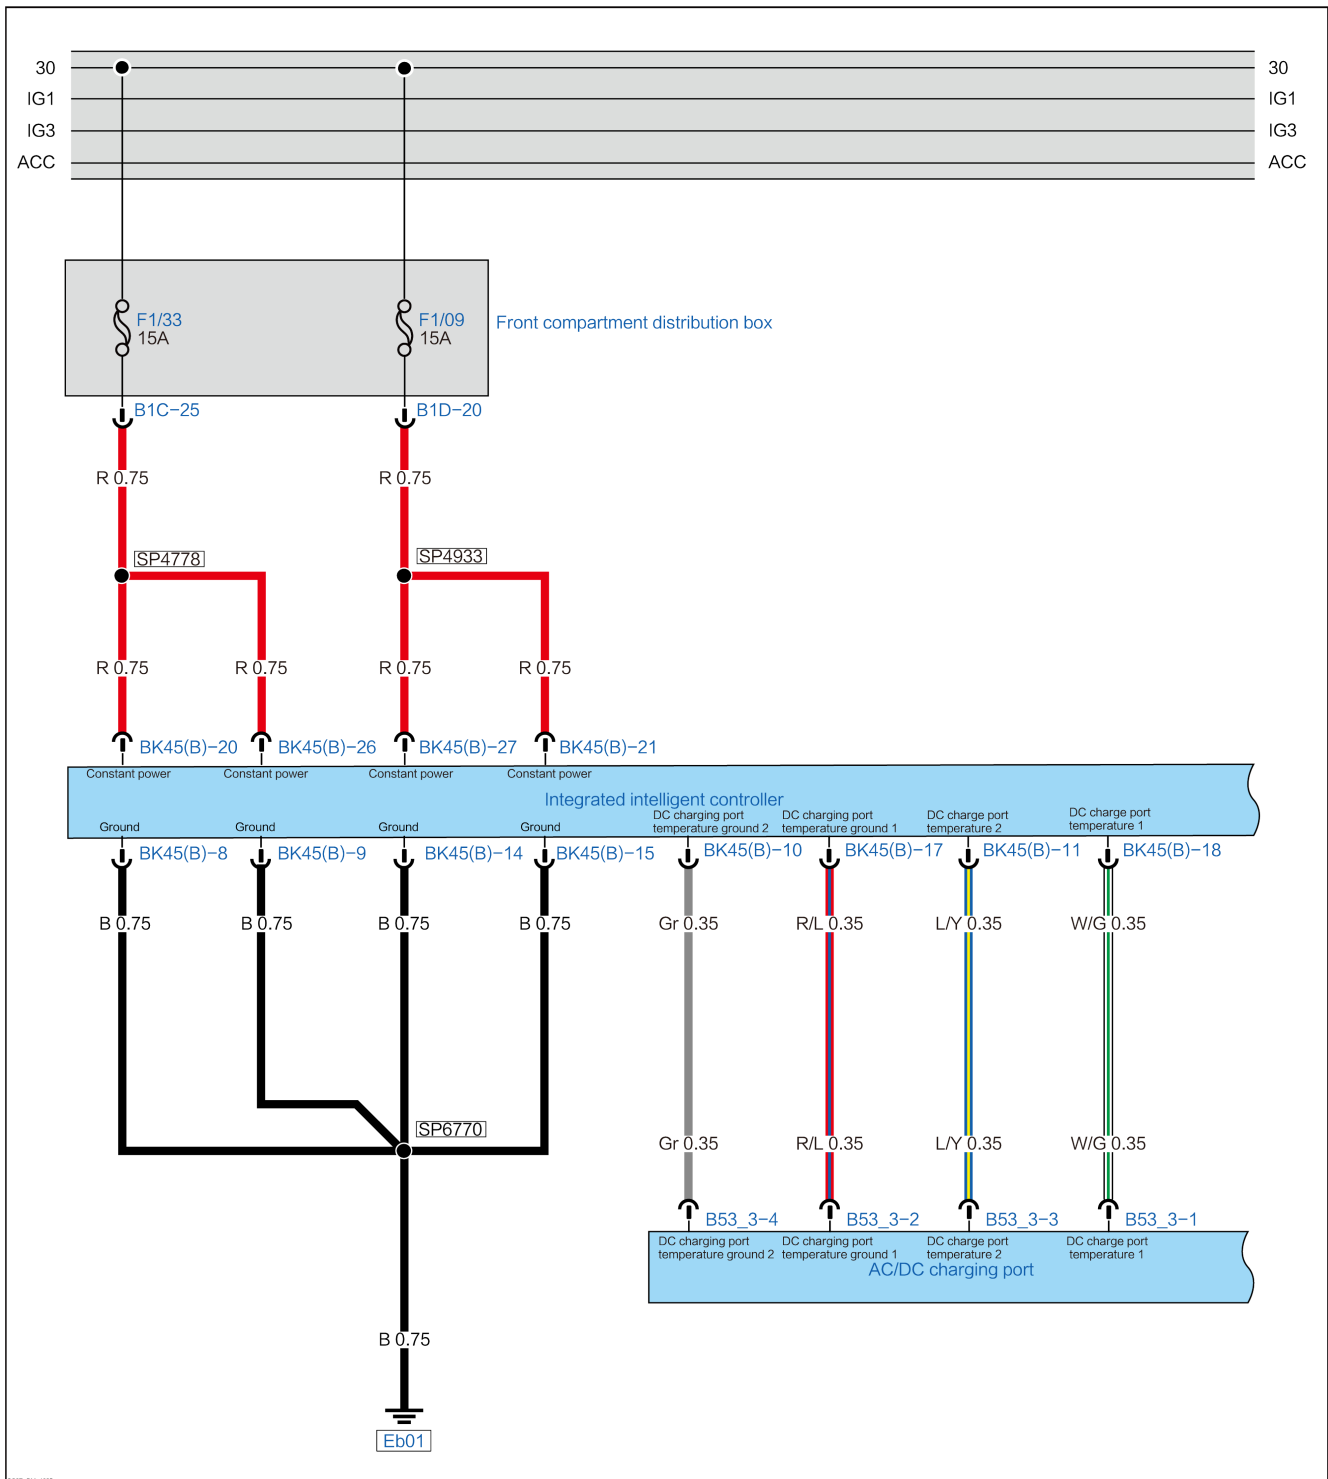 30 30
IG1 IG1
IG3 IG3
ACC ACC
F1/33 F1/09
15A 15A
Front compartment distribution box
B1C-25 B1D-20
R 0.75 R 0.75
SP4778 SP4933
R 0.75 R 0.75 R 0.75 R 0.75
BK45(B)-20 BK45(B)-26 BK45(B)-27 BK45(B)-21
Constant power Constant power Constant power Constant power
Integrated intelligent controller
Ground Ground Ground Ground
DC charging port
temperature ground 2
DC charging port
temperature ground 1
DC charge port
temperature 2
DC charge port
temperature 1
BK45(B)-8 BK45(B)-9 BK45(B)-14 BK45(B)-15 BK45(B)-10 BK45(B)-17 BK45(B)-11 BK45(B)-18
B 0.75 B 0.75 B 0.75 B 0.75 Gr 0.35 R/L 0.35 L/Y 0.35 W/G 0.35
SP6770
Gr 0.35 R/L 0.35 L/Y 0.35 W/G 0.35
B53_3-4 B53_3-2 B53_3-3 B53_3-1
DC charging port
temperature ground 2
DC charging port
temperature ground 1
DC charge port
temperature 2
DC charge port
temperature 1
AC/DC charging port
B 0.75
Eb01